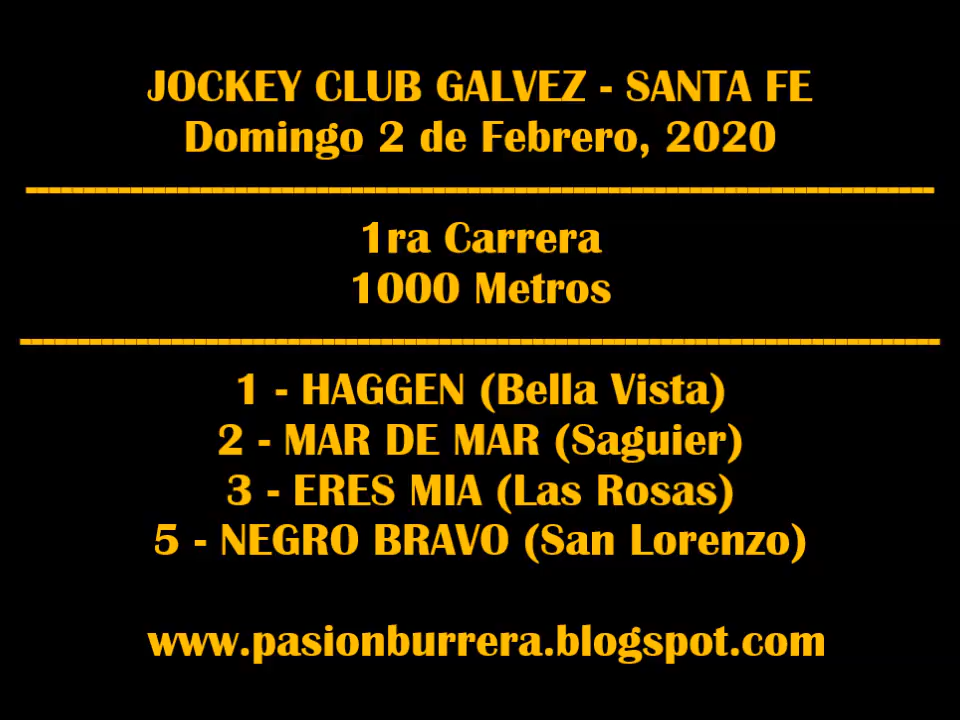 JOCKEY CLUB GALVEZ - SANTA FE
Domingo 2 de Febrero, 2020
--------------------------------------------------------------------------------
1ra Carrera
1000 Metros
--------------------------------------------------------------------------------
1 - HAGGEN (Bella Vista)
2 - MAR DE MAR (Saguier)
3 - ERES MIA (Las Rosas)
5 - NEGRO BRAVO (San Lorenzo)
www.pasionburrera.blogspot.com